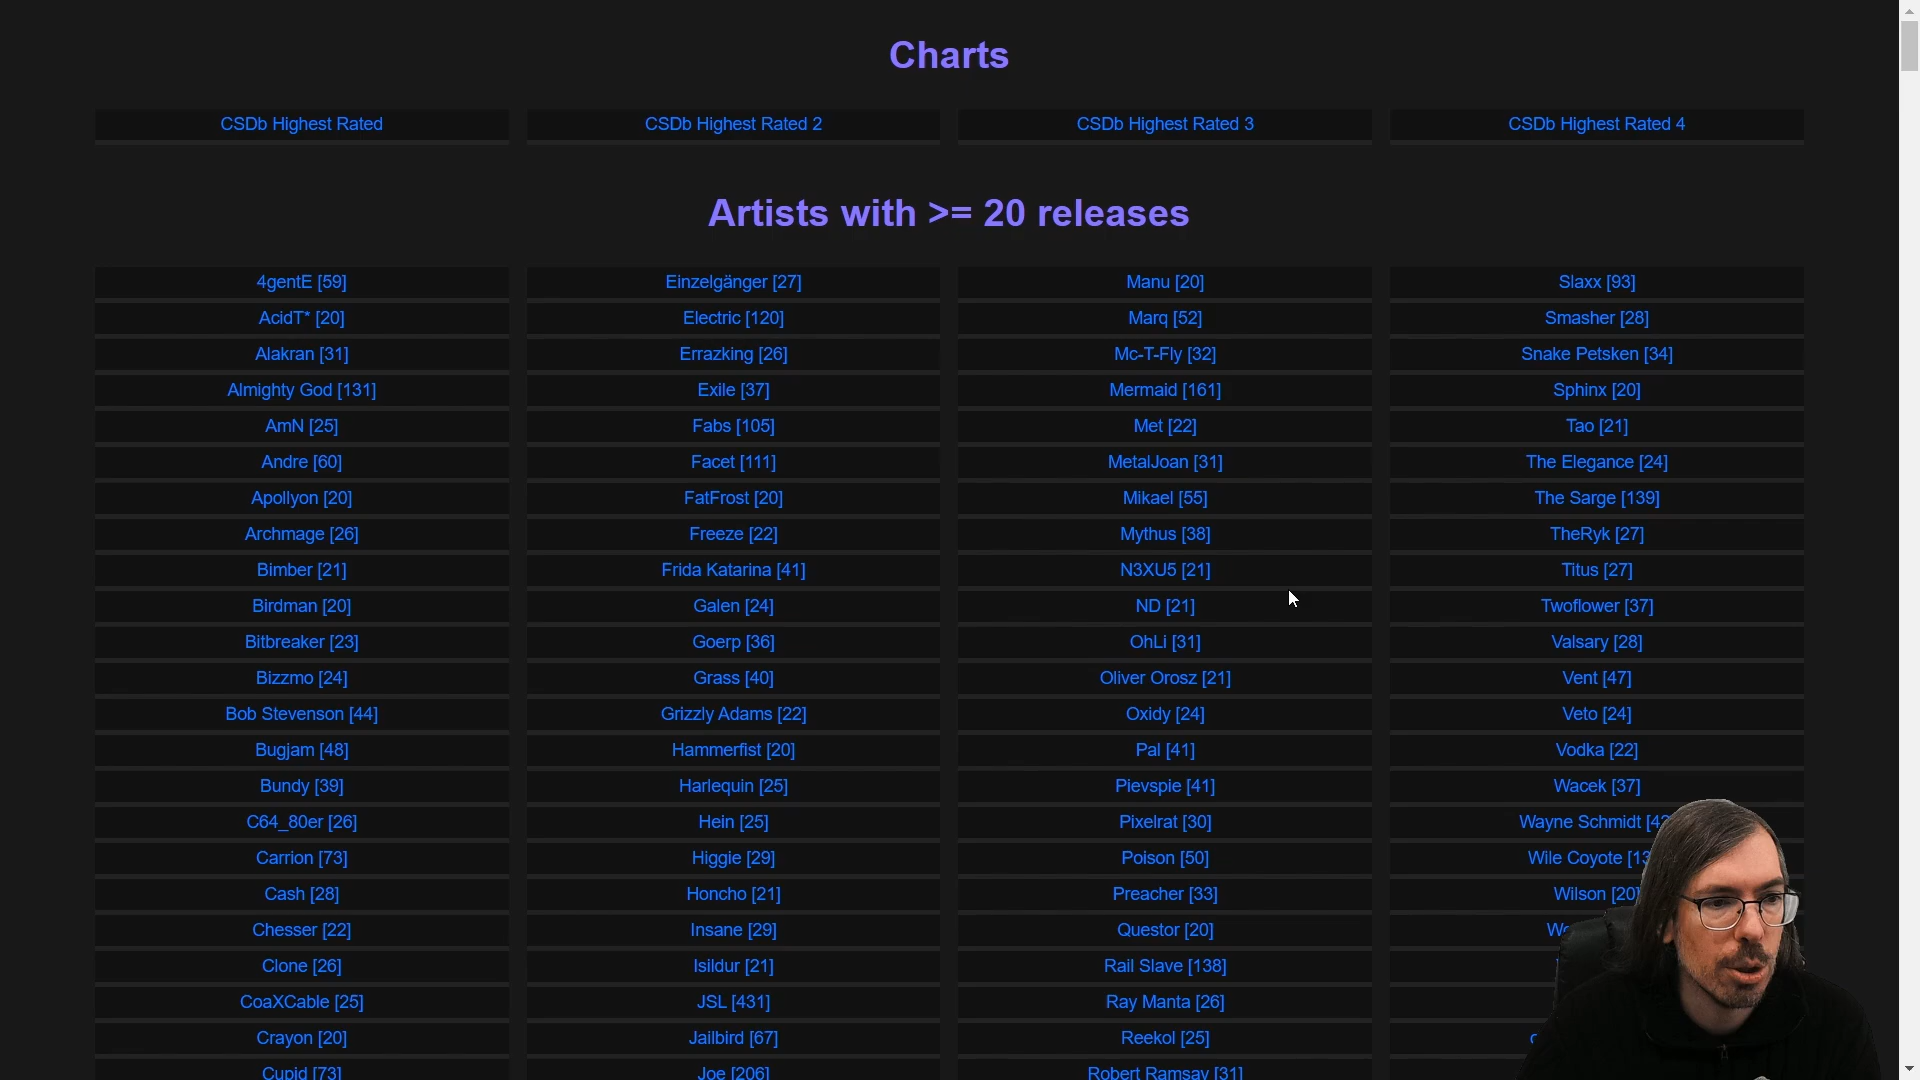 Charts
CSDb Highest Rated
CSDb Highest Rated 2
CSDb Highest Rated 3
CSDb Highest Rated 4
Artists with >= 20 releases
4gentE [59]
AcidT* [20]
Alakran [31]
Almighty God [131]
AmN [25]
Andre [60]
Apollyon [20]
Archmage [26]
Bimber [21]
Birdman [20]
Bitbreaker [23]
Bizzmo [24]
Bob Stevenson [44]
Bugjam [48]
Bundy [39]
C64_80er [26]
Carrion [73]
Cash [28]
Chesser [22]
Clone [26]
CoaXCable [25]
Crayon [20]
Cupid [73]
Einzelgänger [27]
Electric [120]
Errazking [26]
Exile [37]
Fabs [105]
Facet [111]
FatFrost [20]
Freeze [22]
Frida Katarina [41]
Galen [24]
Goerp [36]
Grass [40]
Grizzly Adams [22]
Hammerfist [20]
Harlequin [25]
Hein [25]
Higgie [29]
Honcho [21]
Insane [29]
Isildur [21]
JSL [431]
Jailbird [67]
Joe [206]
Manu [20]
Marq [52]
Mc-T-Fly [32]
Mermaid [161]
Met [22]
MetalJoan [31]
Mikael [55]
Mythus [38]
N3XU5 [21]
ND [21]
OhLi [31]
Oliver Orosz [21]
Oxidy [24]
Pal [41]
Pievspie [41]
Pixelrat [30]
Poison [50]
Preacher [33]
Questor [20]
Rail Slave [138]
Ray Manta [26]
Reekol [25]
Robert Ramsay [31]
Slaxx [93]
Smasher [28]
Snake Petsken [34]
Sphinx [20]
Tao [21]
The Elegance [24]
The Sarge [139]
TheRyk [27]
Titus [27]
Twoflower [37]
Valsary [28]
Vent [47]
Veto [24]
Vodka [22]
Wacek [37]
Wayne Schmidt
Wile Coyote
Wilson [20]